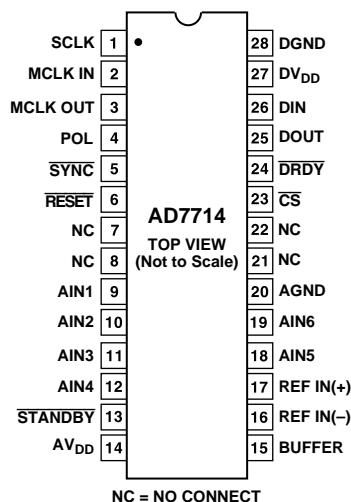 SCLK 1 28 DGND
MCLK IN 2 27 DVDD
MCLK OUT 3 26 DIN
POL 4 25 DOUT
SYNC 5 24 DRDY
RESET 6 23 CS
NC 7 22 NC
NC 8 21 NC
AIN1 9 20 AGND
AIN2 10 19 AIN6
AIN3 11 18 AIN5
AIN4 12 17 REF IN(+)
STANDBY 13 16 REF IN(–)
AVDD 14 15 BUFFER
AD7714
TOP VIEW
(Not to Scale)
NC = NO CONNECT